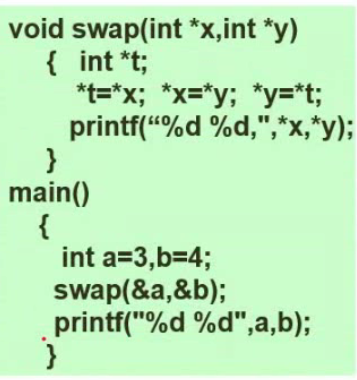 void swap(int *x,int *y)
{ int *t;
*t=*x; *x=*y; *y=*t;
printf(“%d %d,",*x,*y);
}
main()
{
int a=3,b=4;
swap(&a,&b);
printf("%d %d",a,b);
}